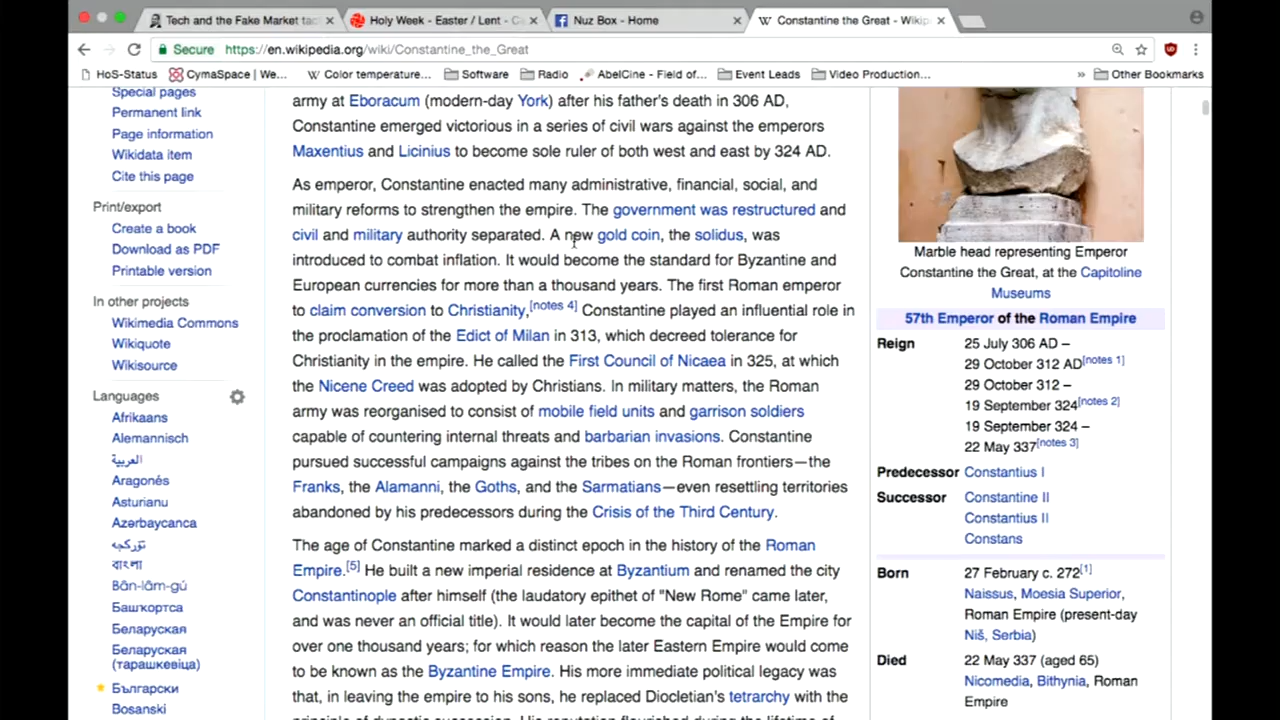 Tech and the Fake Market tac
Holy Week - Easter / Lent - Ca
Nuz Box - Home
Constantine the Great - Wikip
Secure https://en.wikipedia.org/wiki/Constantine_the_Great
HoS-Status
CymaSpace | We...
Color temperature...
Software
Radio
AbelCine - Field of...
Event Leads
Video Production...
Other Bookmarks
Special pages
Permanent link
Page information
Wikidata item
Cite this page
Print/export
Create a book
Download as PDF
Printable version
In other projects
Wikimedia Commons
Wikiquote
Wikisource
Languages
Afrikaans
Alemannisch
العربية
Aragonés
Asturianu
Azərbaycanca
تۆرکجه
বাংলা
Bân-lâm-gú
Башҡортса
Беларуская
Беларуская
(тарашкевіца)
Български
Bosanski
army at Eboracum (modern-day York) after his father's death in 306 AD,
Constantine emerged victorious in a series of civil wars against the emperors
Maxentius and Licinius to become sole ruler of both west and east by 324 AD.
As emperor, Constantine enacted many administrative, financial, social, and
military reforms to strengthen the empire. The government was restructured and
civil and military authority separated. A new gold coin, the solidus, was
introduced to combat inflation. It would become the standard for Byzantine and
European currencies for more than a thousand years. The first Roman emperor
to claim conversion to Christianity,[notes 4] Constantine played an influential role in
the proclamation of the Edict of Milan in 313, which decreed tolerance for
Christianity in the empire. He called the First Council of Nicaea in 325, at which
the Nicene Creed was adopted by Christians. In military matters, the Roman
army was reorganised to consist of mobile field units and garrison soldiers
capable of countering internal threats and barbarian invasions. Constantine
pursued successful campaigns against the tribes on the Roman frontiers—the
Franks, the Alamanni, the Goths, and the Sarmatians—even resettling territories
abandoned by his predecessors during the Crisis of the Third Century.
The age of Constantine marked a distinct epoch in the history of the Roman
Empire.[5] He built a new imperial residence at Byzantium and renamed the city
Constantinople after himself (the laudatory epithet of "New Rome" came later,
and was never an official title). It would later become the capital of the Empire for
over one thousand years; for which reason the later Eastern Empire would come
to be known as the Byzantine Empire. His more immediate political legacy was
that, in leaving the empire to his sons, he replaced Diocletian's tetrarchy with the
principle of dynastic succession. His reputation flourished during the lifetime of
Marble head representing Emperor
Constantine the Great, at the Capitoline
Museums
57th Emperor of the Roman Empire
Reign 25 July 306 AD –
29 October 312 AD[notes 1]
29 October 312 –
19 September 324[notes 2]
19 September 324 –
22 May 337[notes 3]
Predecessor Constantius I
Successor Constantine II
Constantius II
Constans
Born 27 February c. 272[1]
Naissus, Moesia Superior,
Roman Empire (present-day
Niš, Serbia)
Died 22 May 337 (aged 65)
Nicomedia, Bithynia, Roman
Empire